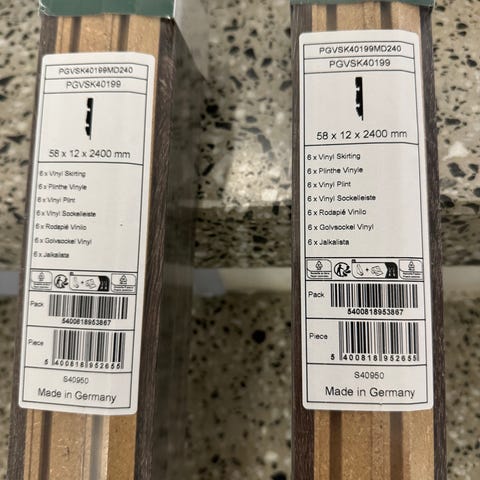 PGVSK40199MD240
PGVSK40199
58 x 12 x 2400 mm
6 x Vinyl Skirting
6 x Plinthe Vinyle
6 x Vinyl Plint
6 x Vinyl Sockelleiste
6 x Rodapié Vinilo
6 x Golvsockel Vinyl
6 x Jalkalista
Pack
5400818953867
Piece
5 400818 952655
S40950
Made in Germany
PGVSK40199MD240
PGVSK40199
58 x 12 x 2400 mm
6 x Vinyl Skirting
6 x Plinthe Vinyle
6 x Vinyl Plint
6 x Vinyl Sockelleiste
6 x Rodapié Vinilo
6 x Golvsockel Vinyl
6 x Jalkalista
Pack
5400818953867
Piece
5 400818 952655
S40950
Made in Germany